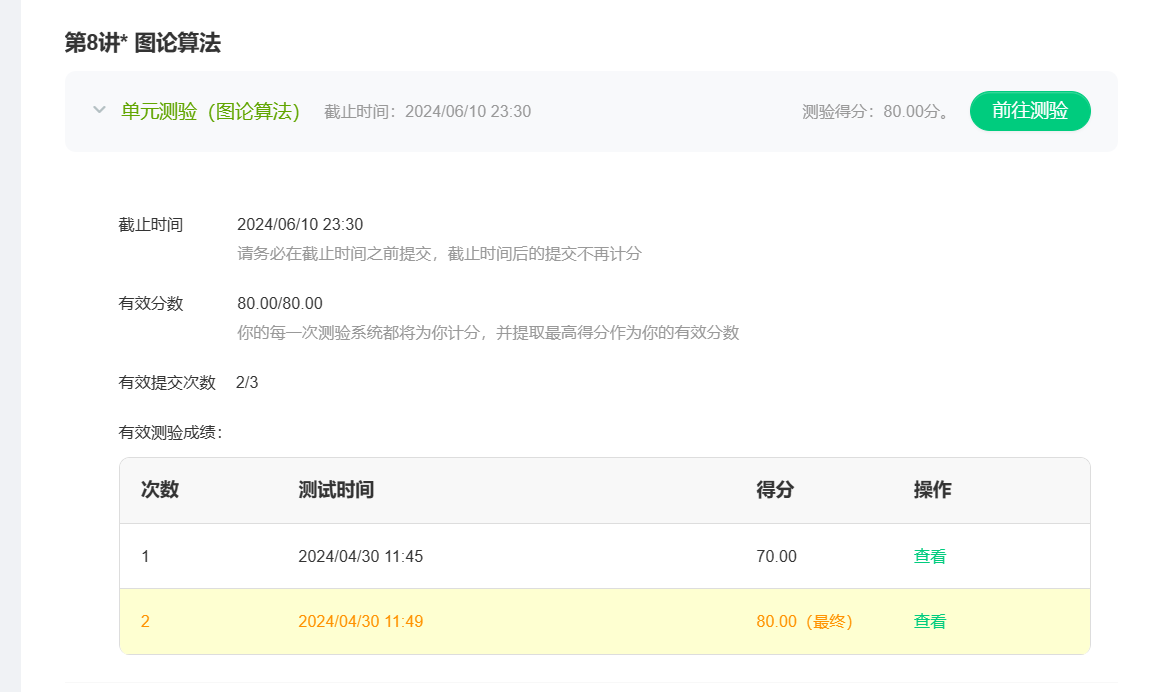 第8讲* 图论算法
单元测验（图论算法） 截止时间：2024/06/10 23:30 测验得分：80.00分。 前往测验
截止时间 2024/06/10 23:30
请务必在截止时间之前提交，截止时间后的提交不再计分
有效分数 80.00/80.00
你的每一次测验系统都将为你计分，并提取最高得分作为你的有效分数
有效提交次数 2/3
有效测验成绩：
次数 测试时间 得分 操作
1 2024/04/30 11:45 70.00 查看
2 2024/04/30 11:49 80.00（最终） 查看